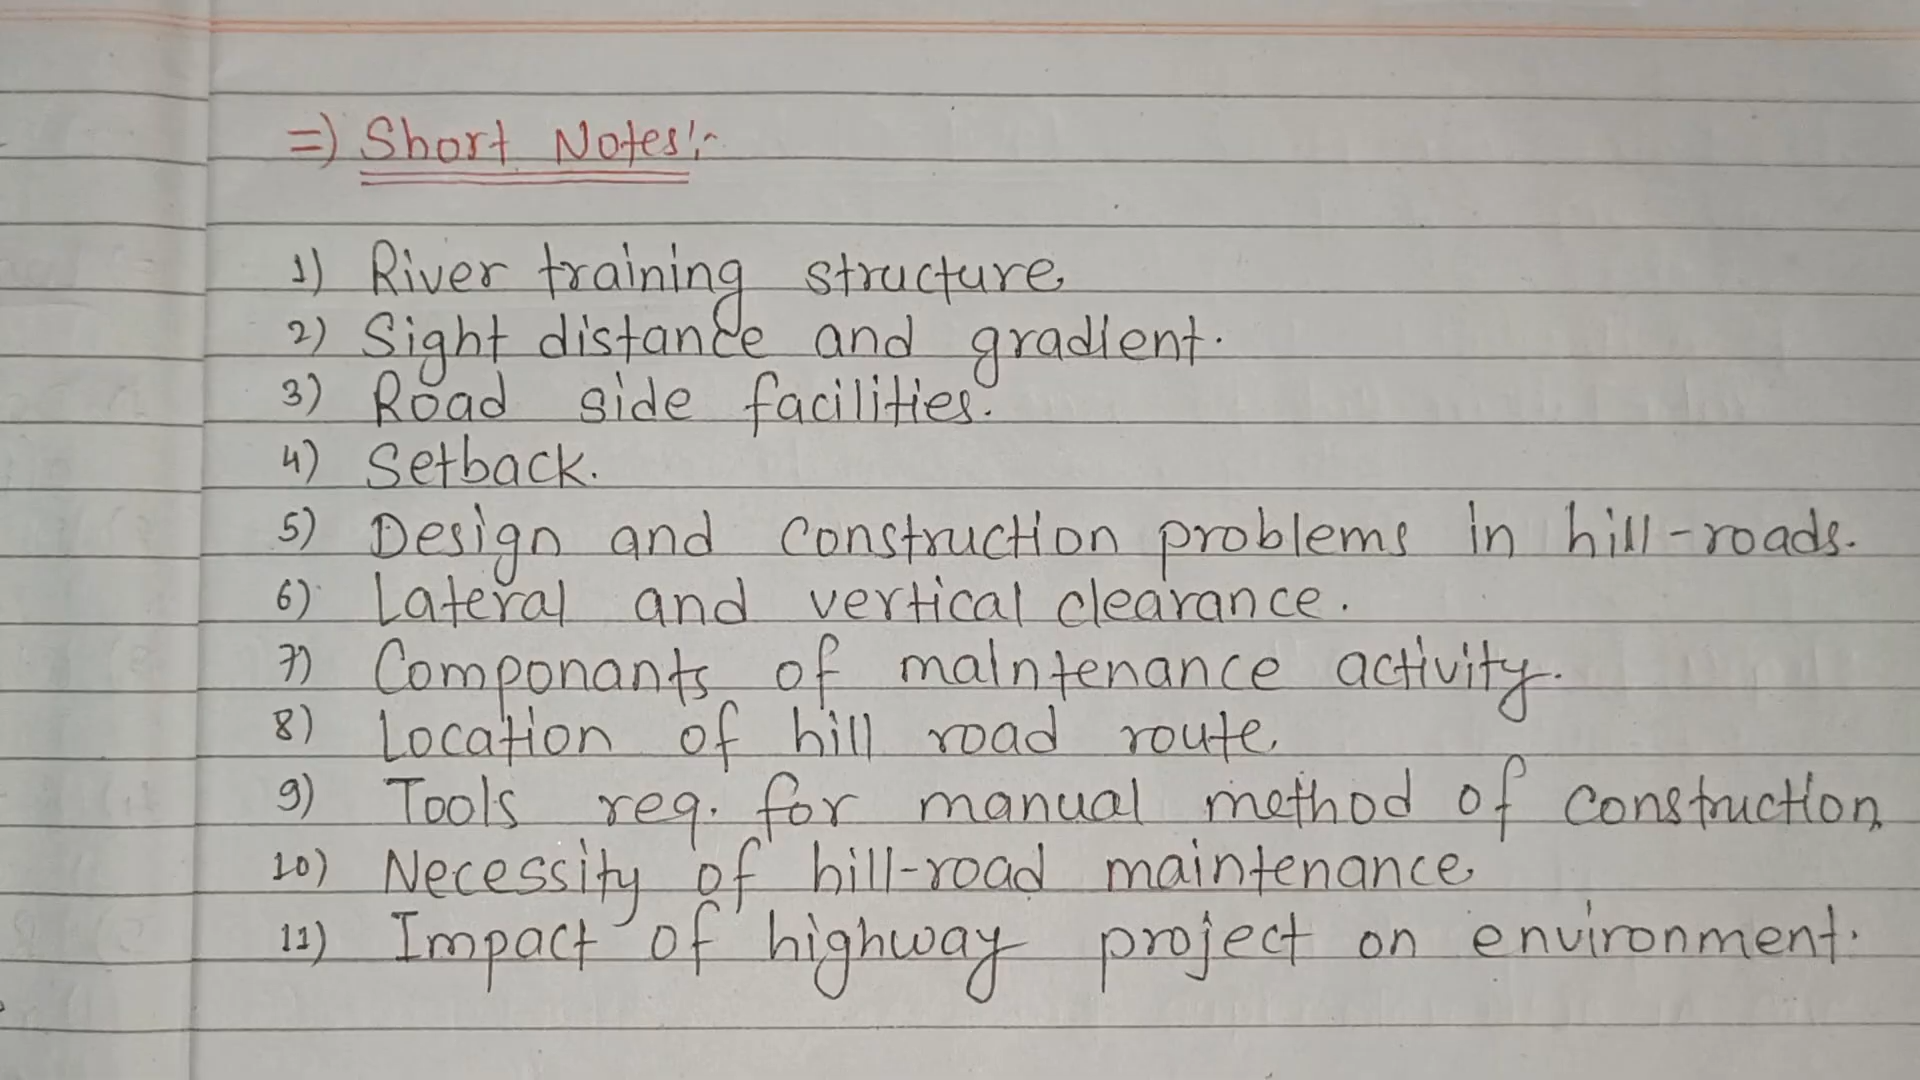 =) Short Notes:-
1) River training structure.
2) Sight distance and gradient.
3) Road side facilities.
4) Setback.
5) Design and construction problems in hill-roads.
6) Lateral and vertical clearance.
7) Componants of maintenance activity.
8) Location of hill road route.
9) Tools req. for manual method of construction.
10) Necessity of hill-road maintenance.
11) Impact of highway project on environment.